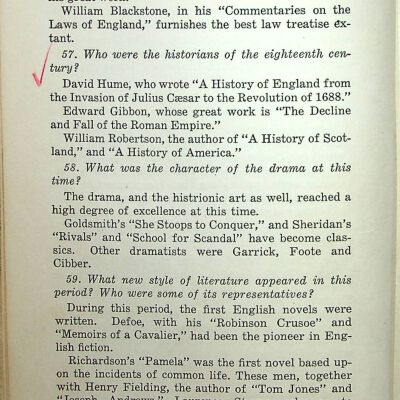 William Blackstone, in his "Commentaries on the
Laws of England," furnishes the best law treatise ex-
tant.
57. Who were the historians of the eighteenth cen-
tury?
David Hume, who wrote "A History of England from
the Invasion of Julius Cæsar to the Revolution of 1688."
Edward Gibbon, whose great work is "The Decline
and Fall of the Roman Empire."
William Robertson, the author of "A History of Scot-
land," and "A History of America."
58. What was the character of the drama at this
time?
The drama, and the histrionic art as well, reached a
high degree of excellence at this time.
Goldsmith's "She Stoops to Conquer," and Sheridan's
"Rivals" and "School for Scandal" have become clas-
sics. Other dramatists were Garrick, Foote and
Cibber.
59. What new style of literature appeared in this
period? Who were some of its representatives?
During this period, the first English novels were
written. Defoe, with his "Robinson Crusoe" and
"Memoirs of a Cavalier," had been the pioneer in Eng-
lish fiction.
Richardson's "Pamela" was the first novel based up-
on the incidents of common life. These men, together
with Henry Fielding, the author of "Tom Jones" and